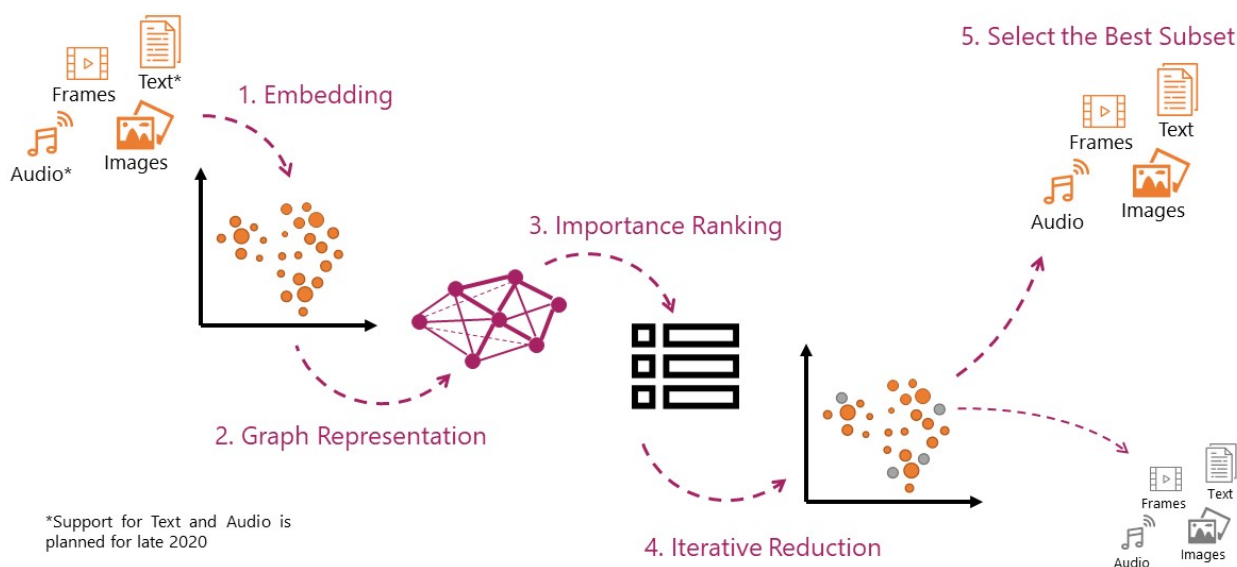 Frames
Text*
Audio*
Images
1. Embedding
2. Graph Representation
3. Importance Ranking
4. Iterative Reduction
5. Select the Best Subset
Frames
Text
Audio
Images
Frames
Text
Audio
Images
*Support for Text and Audio is
planned for late 2020